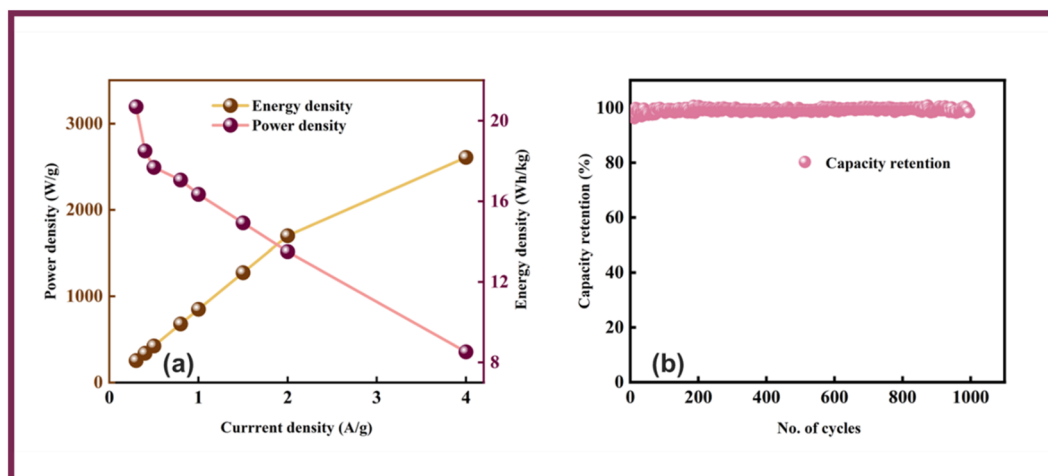 Energy density
Power density
Power density (W/g)
3000
2000
1000
0
Energy density (Wh/kg)
20
16
12
8
0 1 2 3 4
Currrent density (A/g)
(a)
Capacity retention (%)
100
80
60
40
20
0
Capacity retention
(b)
0 200 400 600 800 1000
No. of cycles